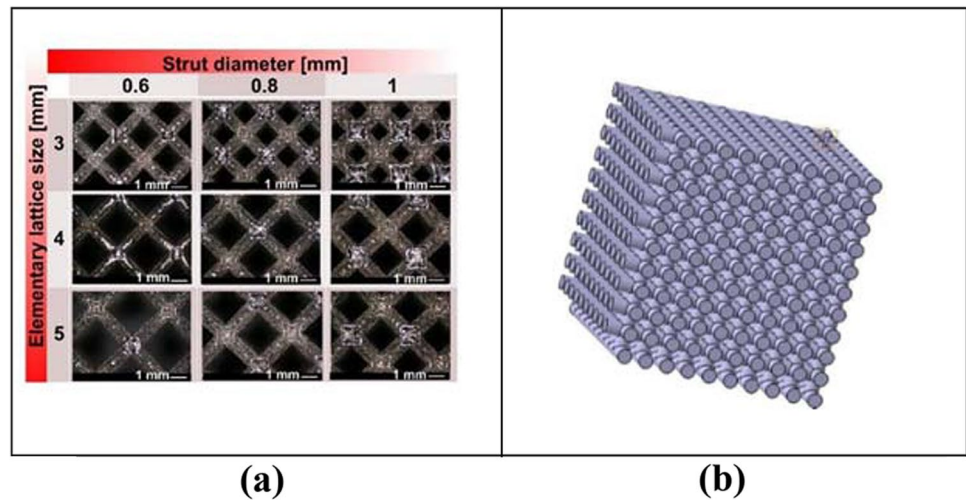 Strut diameter [mm]
0.6 0.8 1
Elementary lattice size [mm]
3
1 mm 1 mm 1 mm
4
1 mm 1 mm 1 mm
5
1 mm 1 mm 1 mm
(a) (b)